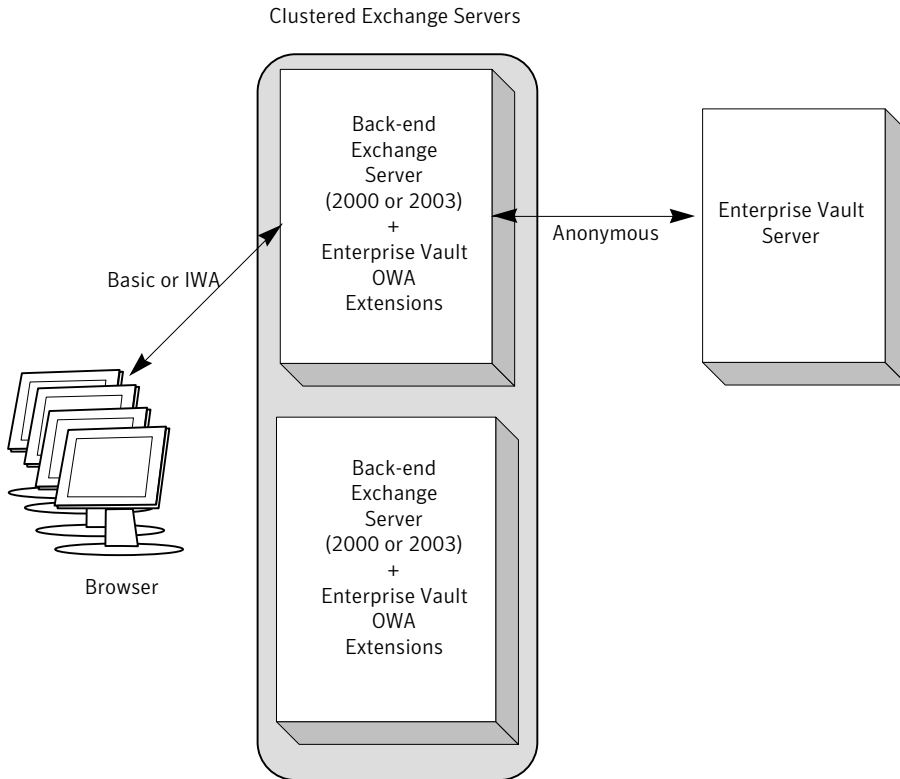 Clustered Exchange Servers
Back-end
Exchange
Server
(2000 or 2003)
+
Enterprise Vault
OWA
Extensions
Enterprise Vault
Server
Anonymous
Basic or IWA
Back-end
Exchange
Server
(2000 or 2003)
+
Enterprise Vault
OWA
Extensions
Browser